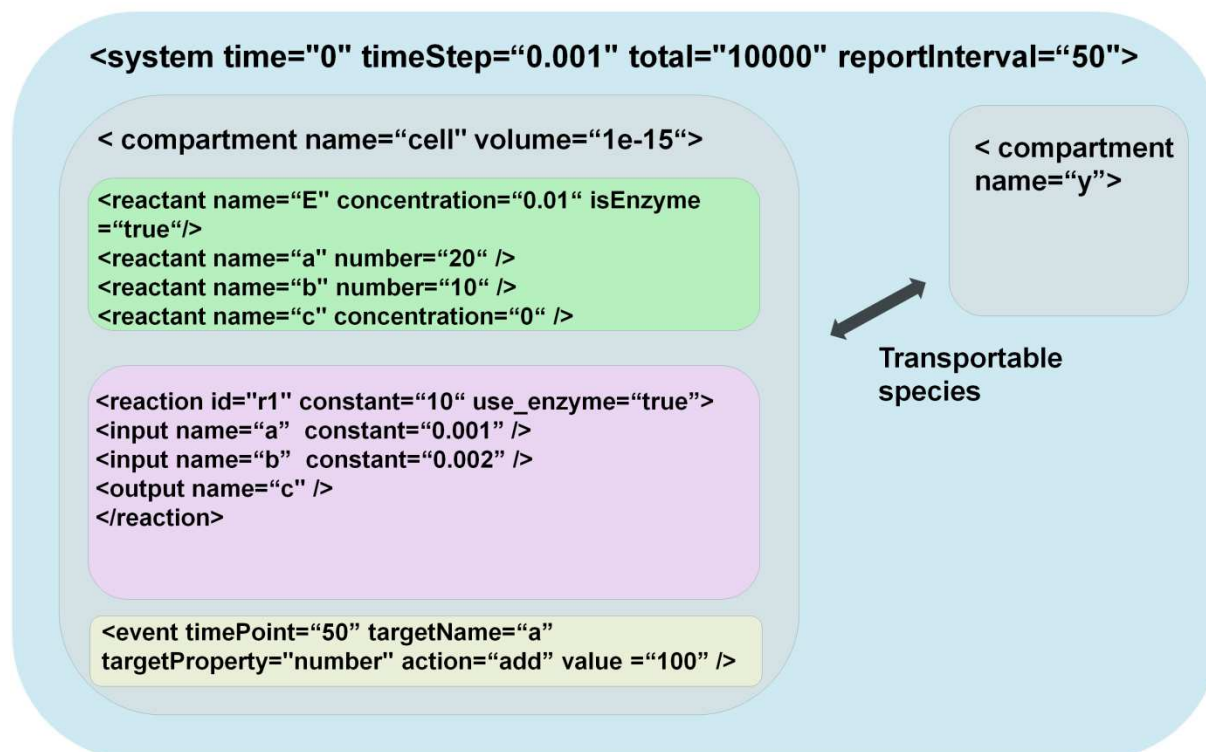 <system time="0" timeStep=“0.001" total="10000" reportInterval=“50">
< compartment name=“cell" volume=“1e-15“>
<reactant name=“E" concentration=“0.01“ isEnzyme
=“true“/>
<reactant name=“a" number=“20“ />
<reactant name=“b" number=“10“ />
<reactant name=“c" concentration=“0“ />
<reaction id="r1" constant=“10“ use_enzyme=“true”>
<input name=“a”  constant=“0.001” />
<input name=“b”  constant=“0.002” />
<output name=“c" />
</reaction>
<event timePoint=“50” targetName=“a”
targetProperty="number" action=“add” value =“100” />
< compartment
name=“y”>
Transportable
species